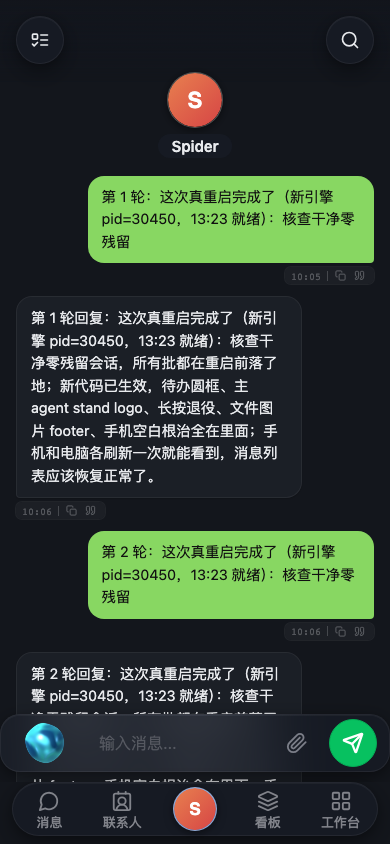 S
Spider
第 1 轮：这次真重启完成了（新引
擎 pid=30450，13:23 就绪）：核查干净零
残留
10:05
第 1 轮回复：这次真重启完成了（新引
擎 pid=30450，13:23 就绪）：核查干
净零残留会话，所有批都在重启前落了
地；新代码已生效，待办圆框、主
agent stand logo、长按退役、文件图
片 footer、手机空白根治全在里面；手
机和电脑各刷新一次就能看到，消息列
表应该恢复正常了。
10:06
第 2 轮：这次真重启完成了（新引擎
pid=30450，13:23 就绪）：核查干净零
残留
10:06
第 2 轮回复：这次真重启完成了（新引
擎 pid=30450，13:23 就绪）：核查干
输入消息...
消息
联系人
S
看板
工作台